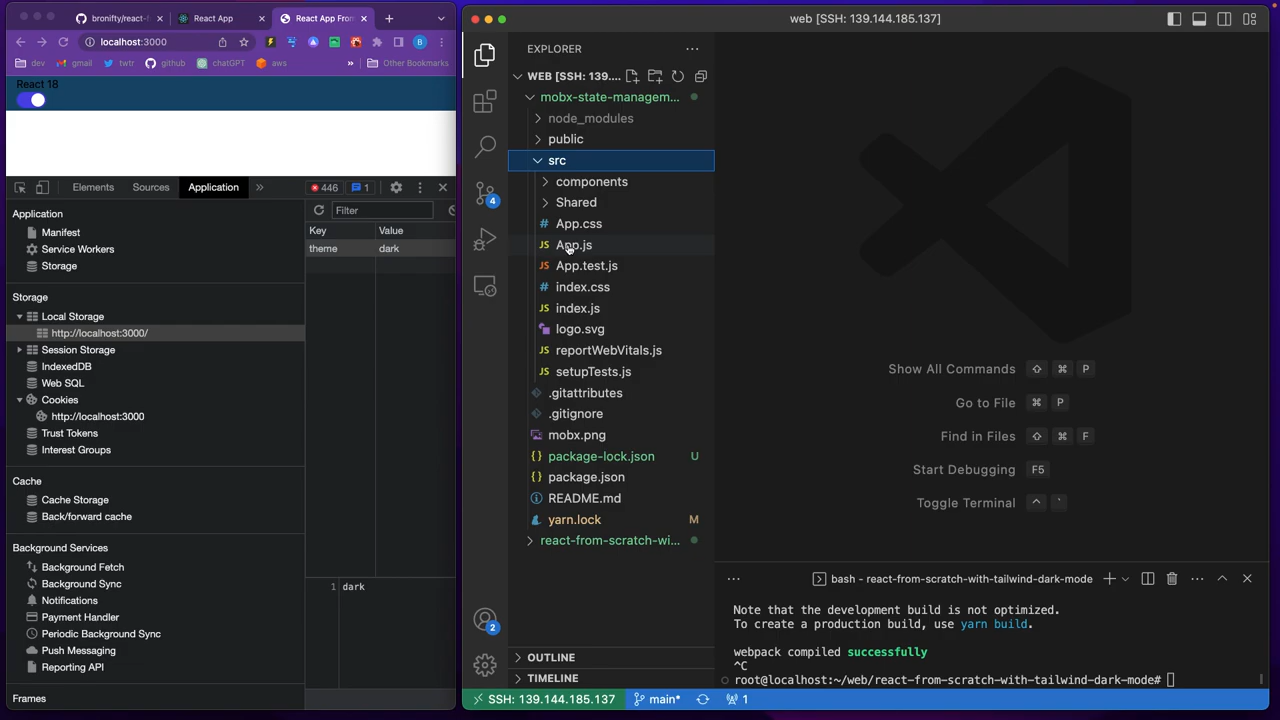 bronifty/react-h
React App
React App From
localhost:3000
dev
gmail
twtr
github
chatGPT
aws
»
Other Bookmarks
React 18
Elements
Sources
Application
»
446
1
Application
Manifest
Service Workers
Storage
Storage
Local Storage
http://localhost:3000/
Session Storage
IndexedDB
Web SQL
Cookies
http://localhost:3000
Trust Tokens
Interest Groups
Cache
Cache Storage
Back/forward cache
Background Services
Background Fetch
Background Sync
Notifications
Payment Handler
Periodic Background Sync
Push Messaging
Reporting API
Frames
Filter
Key Value
theme dark
1 dark
web [SSH: 139.144.185.137]
EXPLORER
WEB [SSH: 139....
mobx-state-managem...
node_modules
public
src
components
Shared
# App.css
JS App.js
JS App.test.js
# index.css
JS index.js
logo.svg
JS reportWebVitals.js
JS setupTests.js
.gitattributes
.gitignore
mobx.png
{} package-lock.json U
{} package.json
README.md
yarn.lock M
react-from-scratch-wi...
OUTLINE
TIMELINE
4
2
Show All Commands ⇧ ⌘ P
Go to File ⌘ P
Find in Files ⇧ ⌘ F
Start Debugging F5
Toggle Terminal ^ `
bash - react-from-scratch-with-tailwind-dark-mode
Note that the development build is not optimized.
To create a production build, use yarn build.
webpack compiled successfully
^C
root@localhost:~/web/react-from-scratch-with-tailwind-dark-mode#
SSH: 139.144.185.137
main*
1